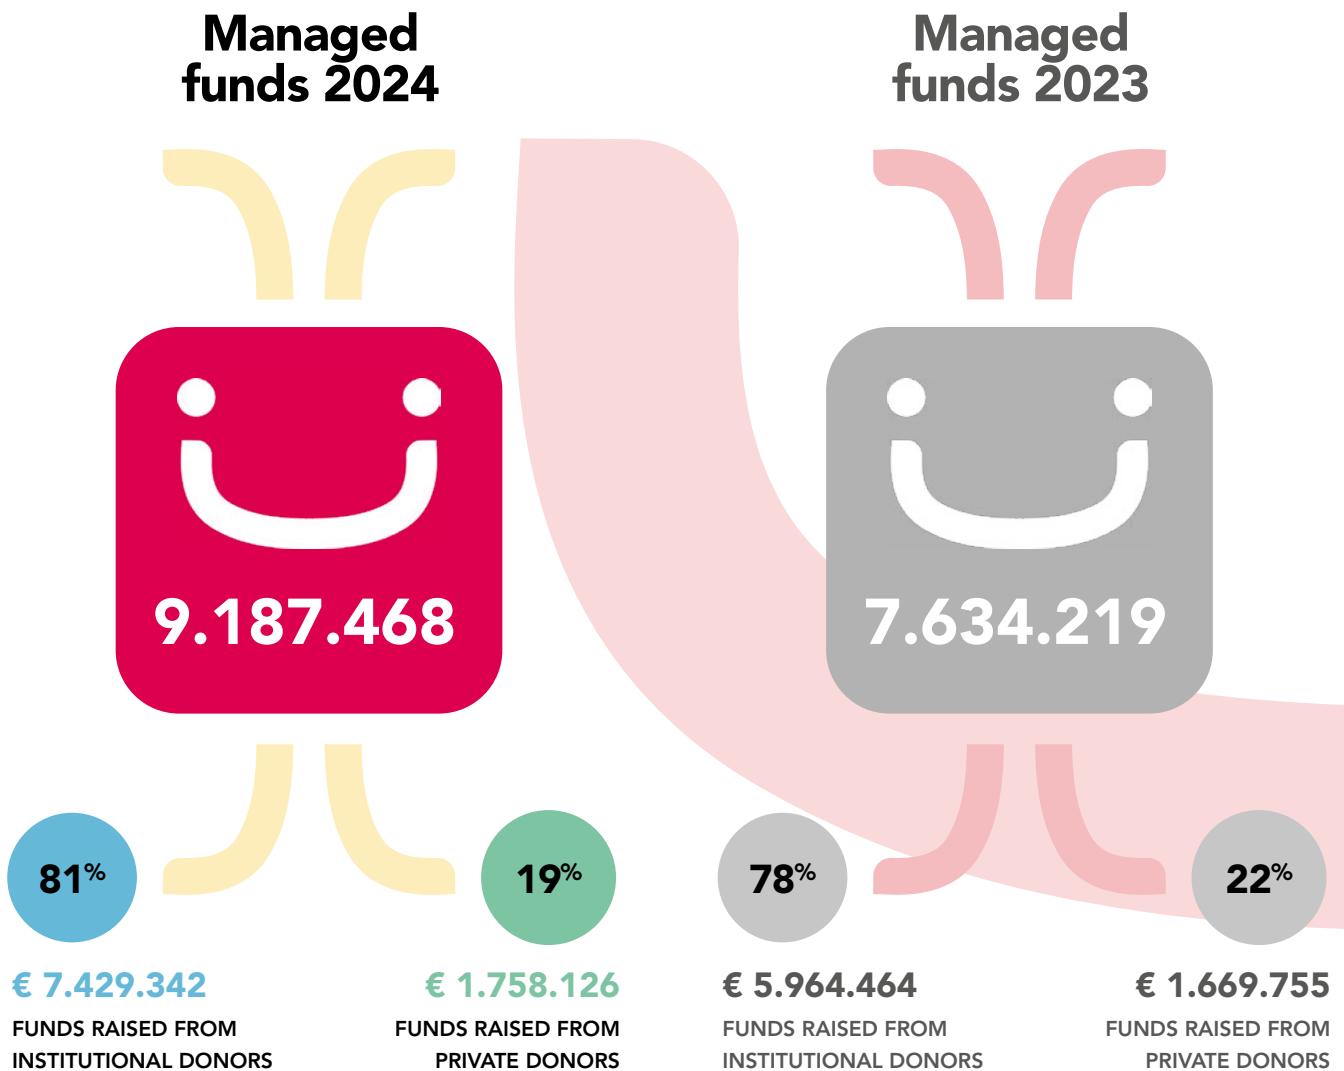 Managed
funds 2024
9.187.468
81%
€ 7.429.342
FUNDS RAISED FROM
INSTITUTIONAL DONORS
19%
€ 1.758.126
FUNDS RAISED FROM
PRIVATE DONORS
Managed
funds 2023
7.634.219
78%
€ 5.964.464
FUNDS RAISED FROM
INSTITUTIONAL DONORS
22%
€ 1.669.755
FUNDS RAISED FROM
PRIVATE DONORS